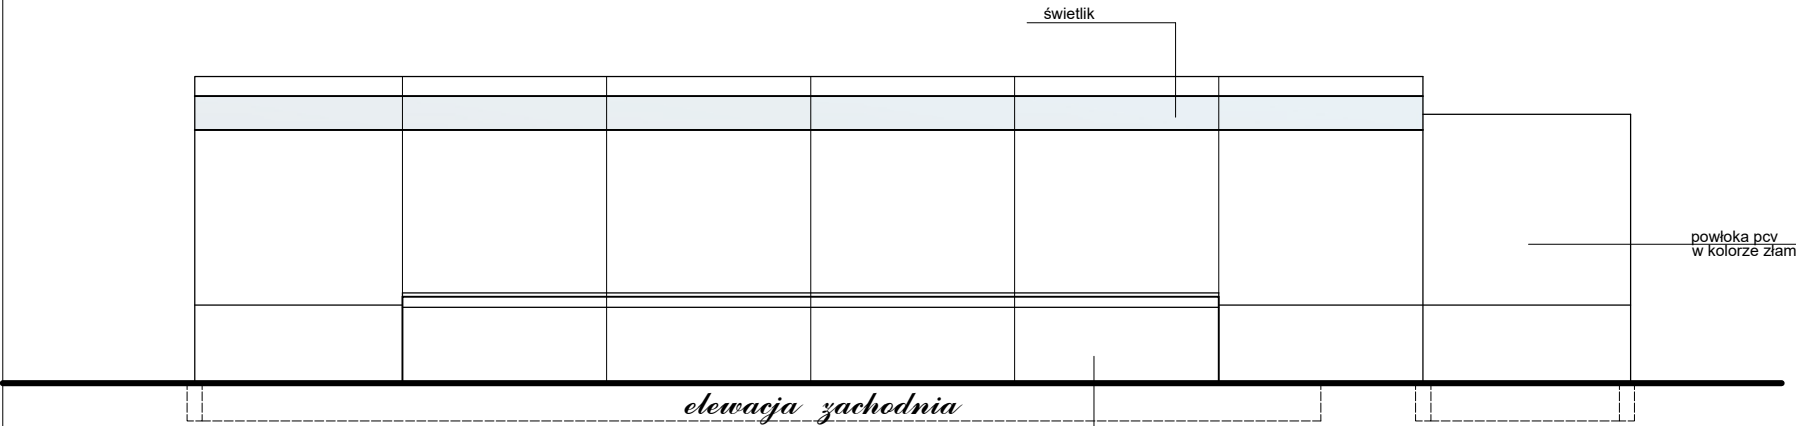 świetlik
powłoka pcv
w kolorze złam
elewacja zachodnia